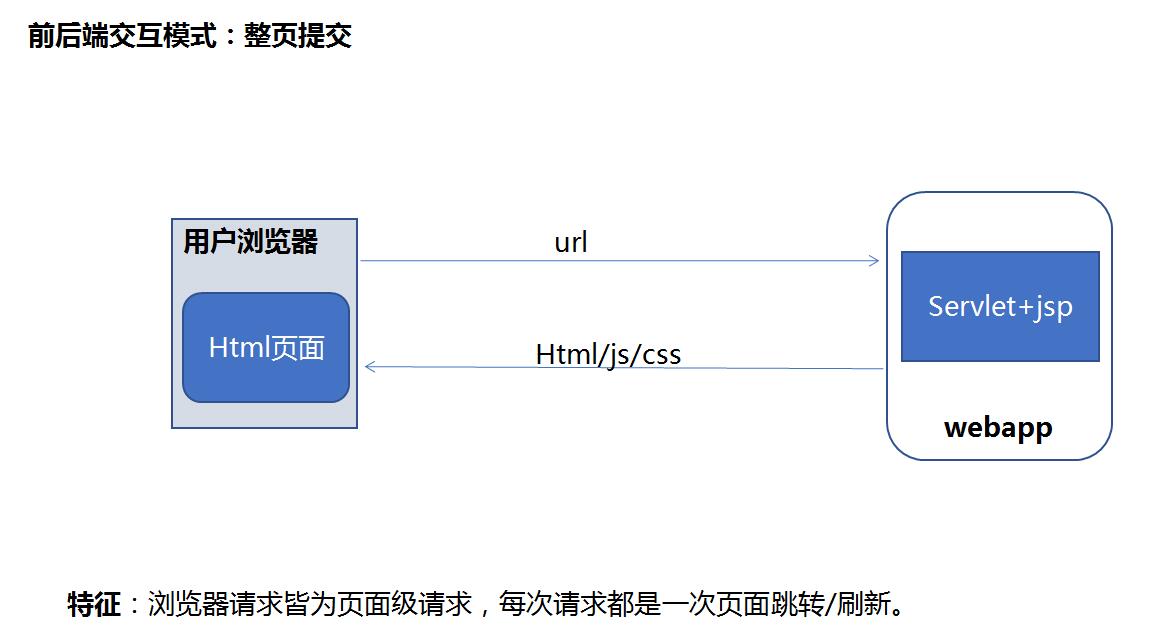 前后端交互模式：整页提交
用户浏览器
url
Servlet+jsp
Html页面
Html/js/css
webapp
特征：浏览器请求皆为页面级请求，每次请求都是一次页面跳转/刷新。